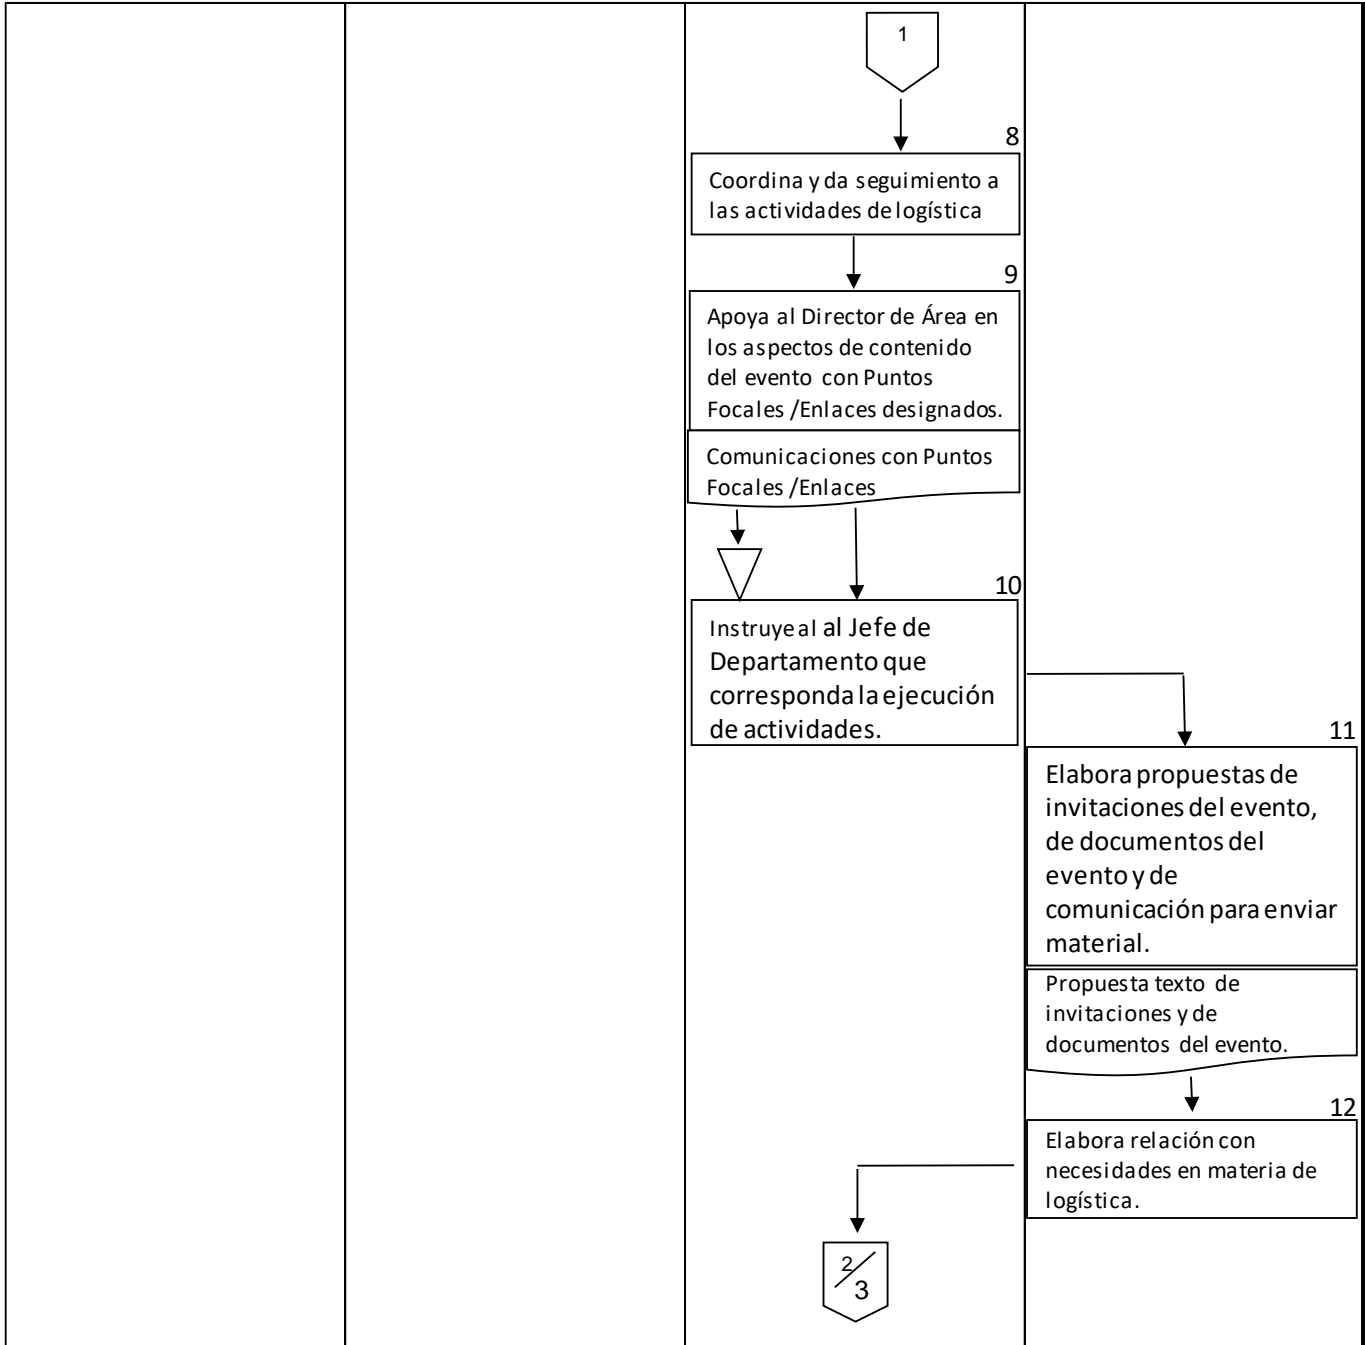 1
8
Coordina y da seguimiento a
las actividades de logística
9
Apoya al Director de Área en
los aspectos de contenido
del evento con Puntos
Focales /Enlaces designados.
Comunicaciones con Puntos
Focales /Enlaces
10
Instruye al al Jefe de
Departamento que
corresponda la ejecución
de actividades.
11
Elabora propuestas de
invitaciones del evento,
de documentos del
evento y de
comunicación para enviar
material.
Propuesta texto de
invitaciones y de
documentos del evento.
12
Elabora relación con
necesidades en materia de
logística.
2
3